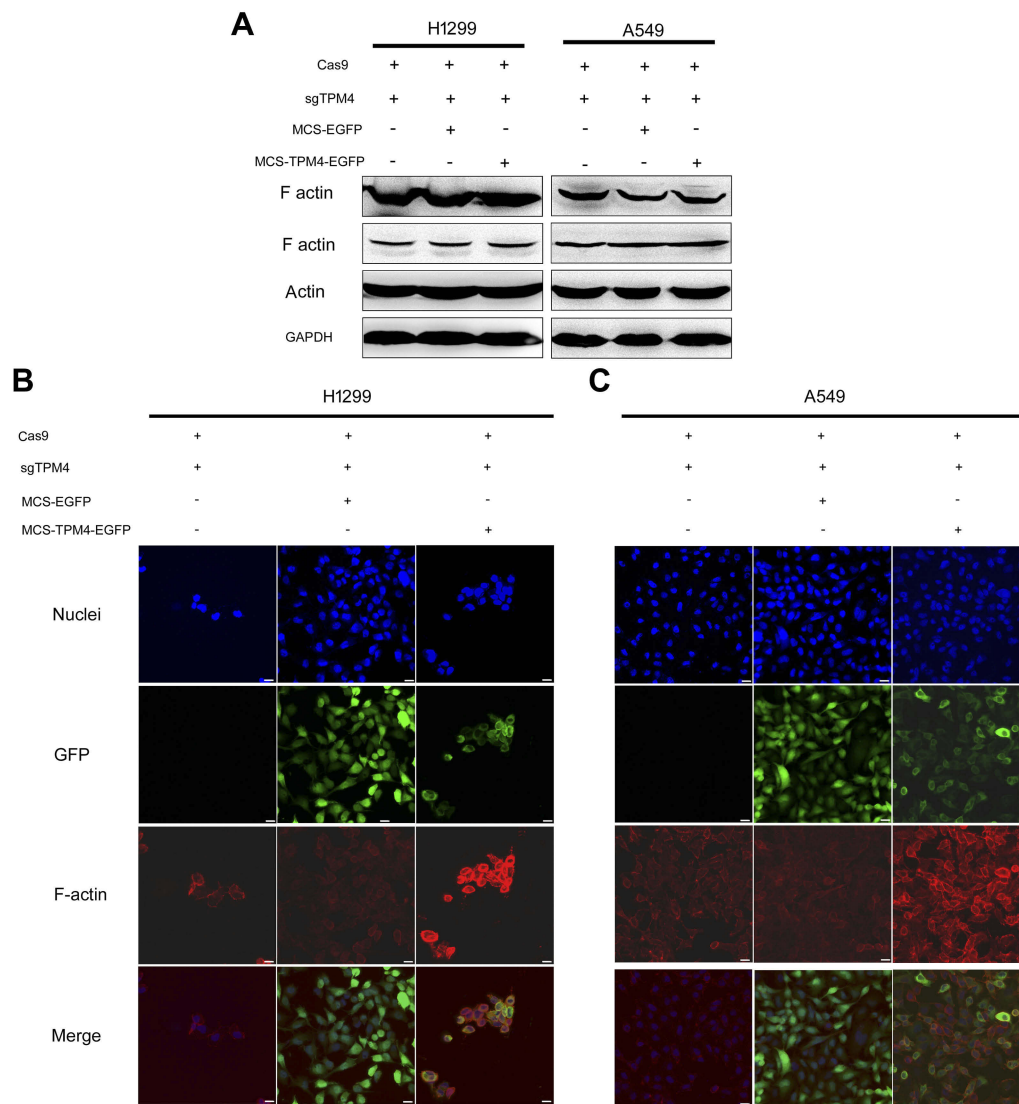 A
H1299 A549
Cas9 + + + + + +
sgTPM4 + + + + + +
MCS-EGFP - + - - + -
MCS-TPM4-EGFP - - + - - +
F actin
F actin
Actin
GAPDH
B C
H1299 A549
Cas9 + + + + + +
sgTPM4 + + + + + +
MCS-EGFP - + - - + -
MCS-TPM4-EGFP - - + - - +
Nuclei
GFP
F-actin
Merge